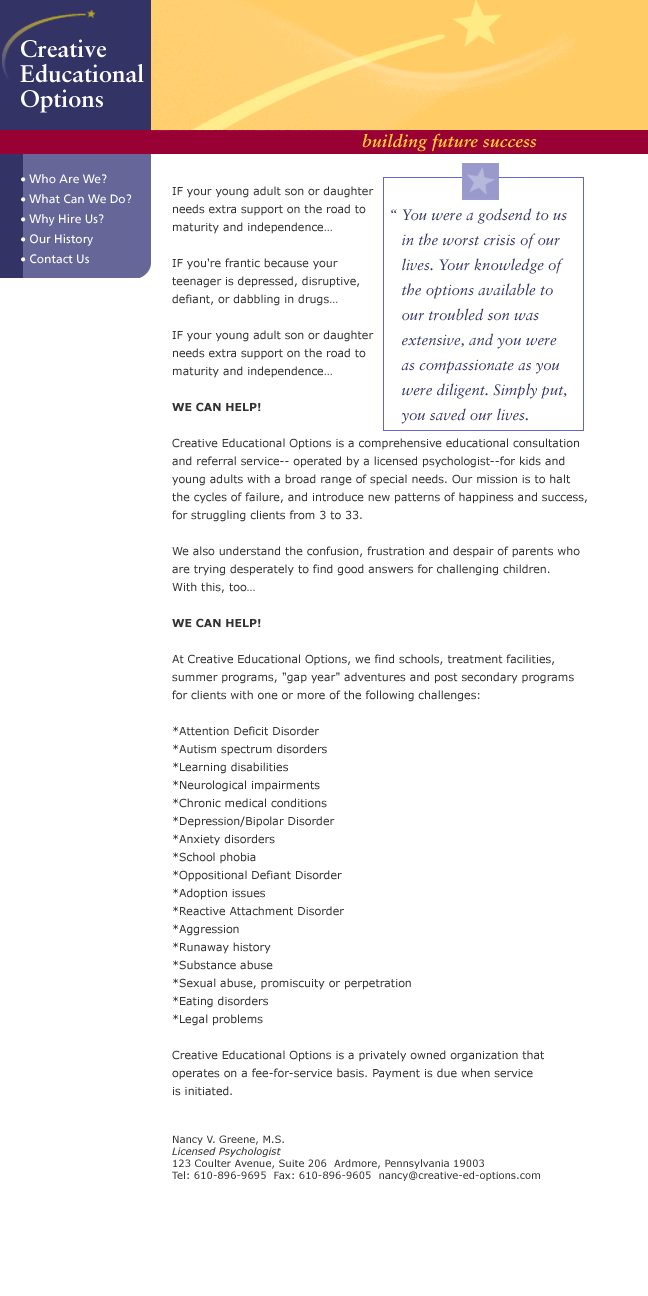 Creative
Educational
Options
building future success
• Who Are We?
• What Can We Do?
• Why Hire Us?
• Our History
• Contact Us
IF your young adult son or daughter
needs extra support on the road to
maturity and independence…
IF you're frantic because your
teenager is depressed, disruptive,
defiant, or dabbling in drugs…
IF your young adult son or daughter
needs extra support on the road to
maturity and independence…
WE CAN HELP!
“ You were a godsend to us
in the worst crisis of our
lives. Your knowledge of
the options available to
our troubled son was
extensive, and you were
as compassionate as you
were diligent. Simply put,
you saved our lives.
Creative Educational Options is a comprehensive educational consultation
and referral service-- operated by a licensed psychologist--for kids and
young adults with a broad range of special needs. Our mission is to halt
the cycles of failure, and introduce new patterns of happiness and success,
for struggling clients from 3 to 33.
We also understand the confusion, frustration and despair of parents who
are trying desperately to find good answers for challenging children.
With this, too…
WE CAN HELP!
At Creative Educational Options, we find schools, treatment facilities,
summer programs, "gap year" adventures and post secondary programs
for clients with one or more of the following challenges:
*Attention Deficit Disorder
*Autism spectrum disorders
*Learning disabilities
*Neurological impairments
*Chronic medical conditions
*Depression/Bipolar Disorder
*Anxiety disorders
*School phobia
*Oppositional Defiant Disorder
*Adoption issues
*Reactive Attachment Disorder
*Aggression
*Runaway history
*Substance abuse
*Sexual abuse, promiscuity or perpetration
*Eating disorders
*Legal problems
Creative Educational Options is a privately owned organization that
operates on a fee-for-service basis. Payment is due when service
is initiated.
Nancy V. Greene, M.S.
Licensed Psychologist
123 Coulter Avenue, Suite 206  Ardmore, Pennsylvania 19003
Tel: 610-896-9695  Fax: 610-896-9605  nancy@creative-ed-options.com